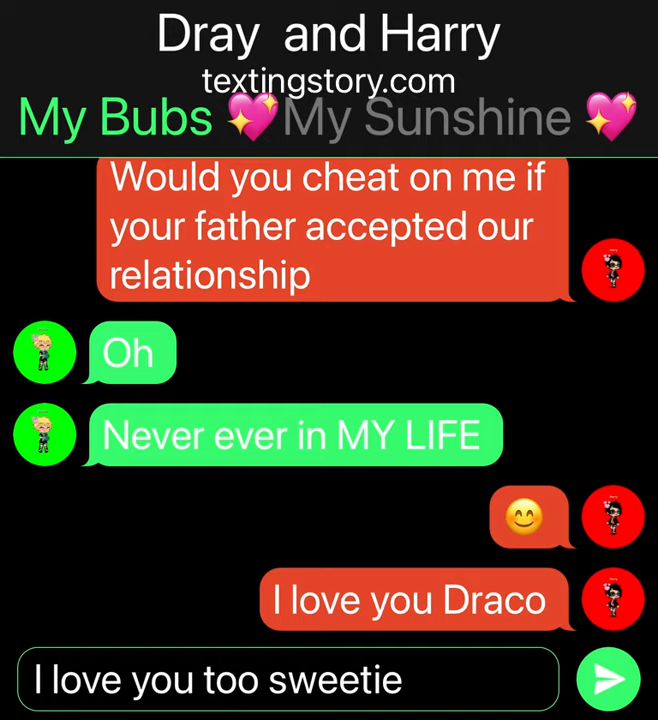 Dray and Harry
textingstory.com
My Bubs 💖 My Sunshine 💖
Would you cheat on me if
your father accepted our
relationship
Oh
Never ever in MY LIFE
😊
I love you Draco
I love you too sweetie